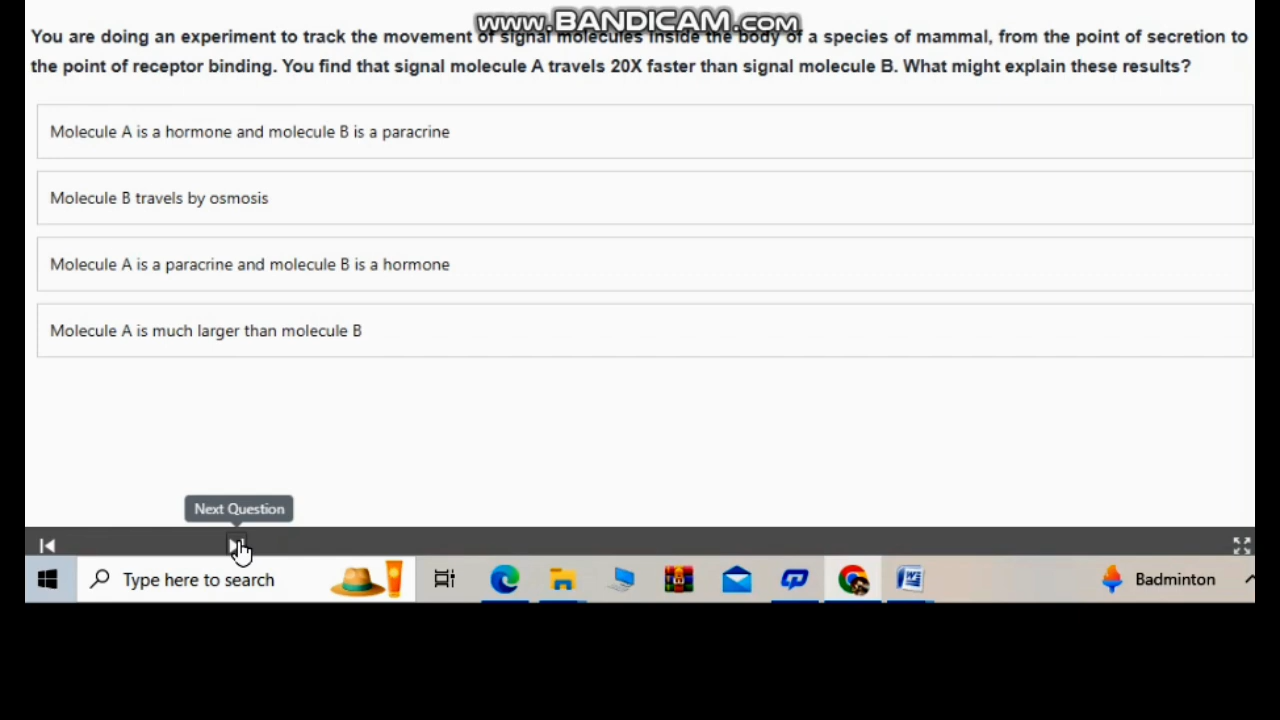 www.BANDICAM.com
You are doing an experiment to track the movement of signal molecules inside the body of a species of mammal, from the point of secretion to
the point of receptor binding. You find that signal molecule A travels 20X faster than signal molecule B. What might explain these results?
Molecule A is a hormone and molecule B is a paracrine
Molecule B travels by osmosis
Molecule A is a paracrine and molecule B is a hormone
Molecule A is much larger than molecule B
Next Question
Type here to search
Badminton